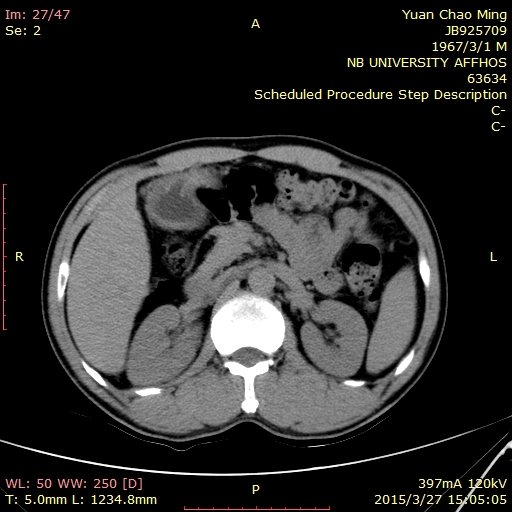 Im: 27/47
Se: 2
A
Yuan Chao Ming
JB925709
1967/3/1 M
NB UNIVERSITY AFFHOS
63634
Scheduled Procedure Step Description
C-
C-
R
L
WL: 50 WW: 250 [D]
T: 5.0mm L: 1234.8mm
P
397mA 120kV
2015/3/27 15:05:05